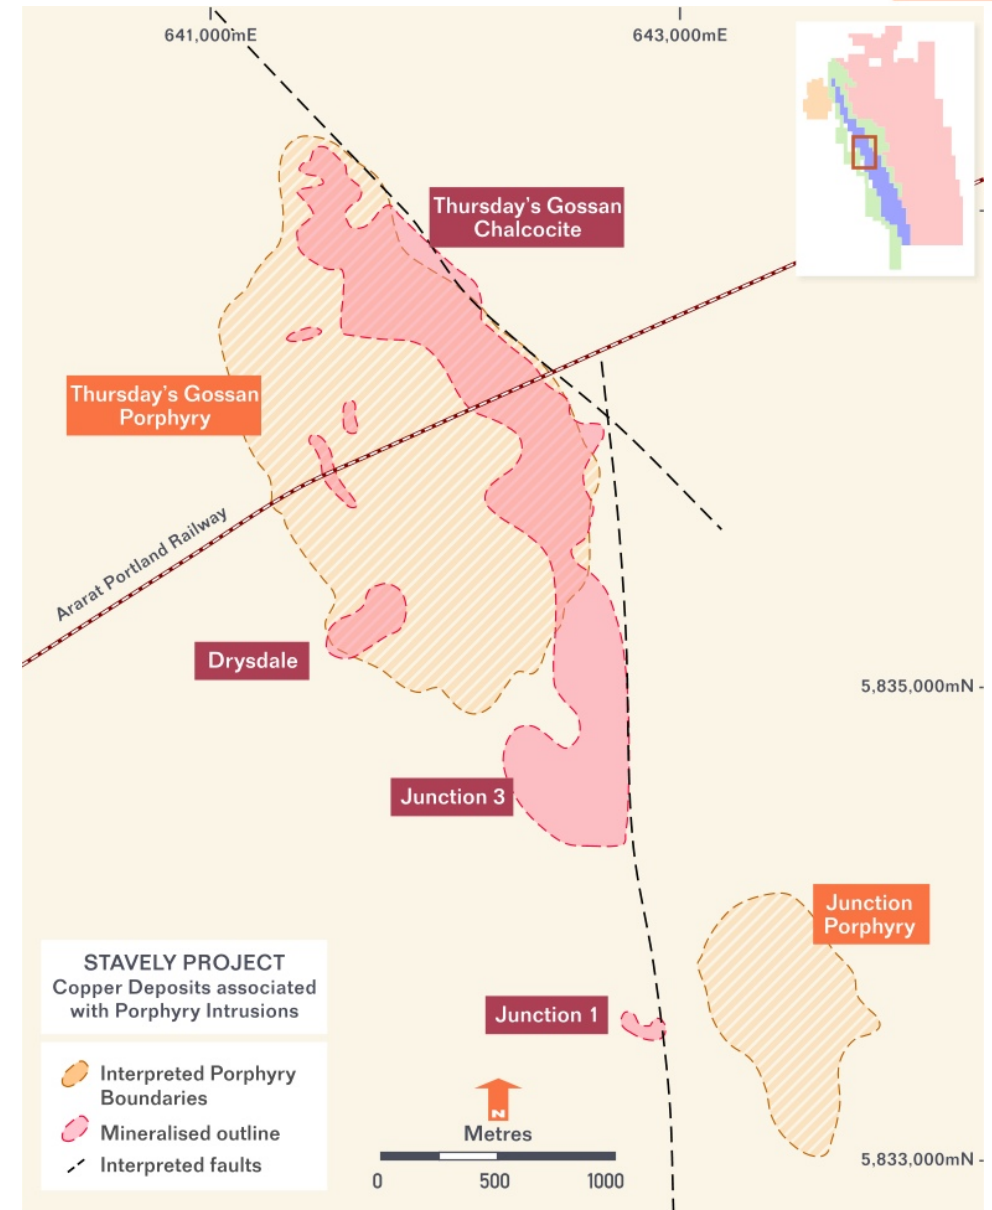 641,000mE
643,000mE
Thursday's Gossan
Chalcocite
Thursday's Gossan
Porphyry
Ararat Portland Railway
Drysdale
5,835,000mN
Junction 3
Junction
Porphyry
STAVELY PROJECT
Copper Deposits associated
with Porphyry Intrusions
Junction 1
Interpreted Porphyry
Boundaries
Mineralised outline
Interpreted faults
N
Metres
0 500 1000
5,833,000mN